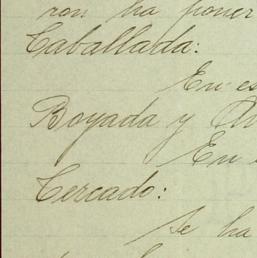 ron ha poner
Caballada:
En es
Boyada y
En
Cercado:
Se ha